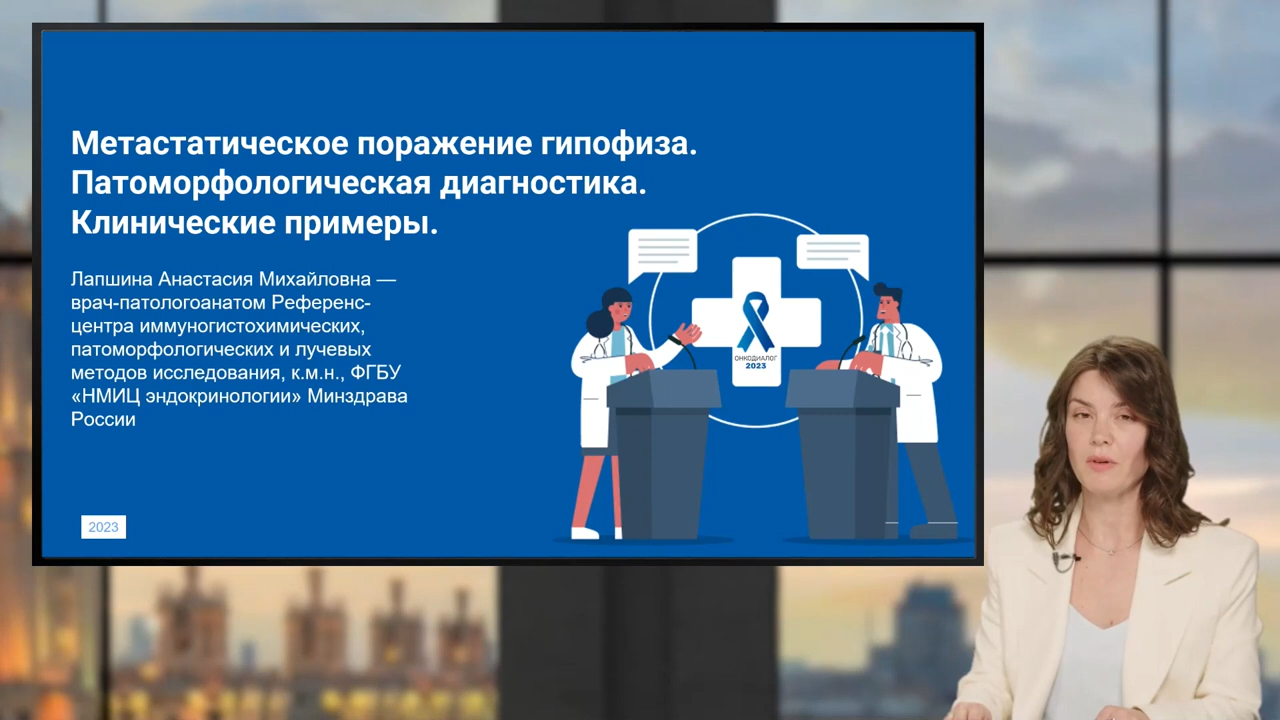 Метастатическое поражение гипофиза.
Патоморфологическая диагностика.
Клинические примеры.
Лапшина Анастасия Михайловна —
врач-патологоанатом Референс-
центра иммуногистохимических,
патоморфологических и лучевых
методов исследования, к.м.н., ФГБУ
«НМИЦ эндокринологии» Минздрава
России
ОНКОДИАЛОГ
2023
2023